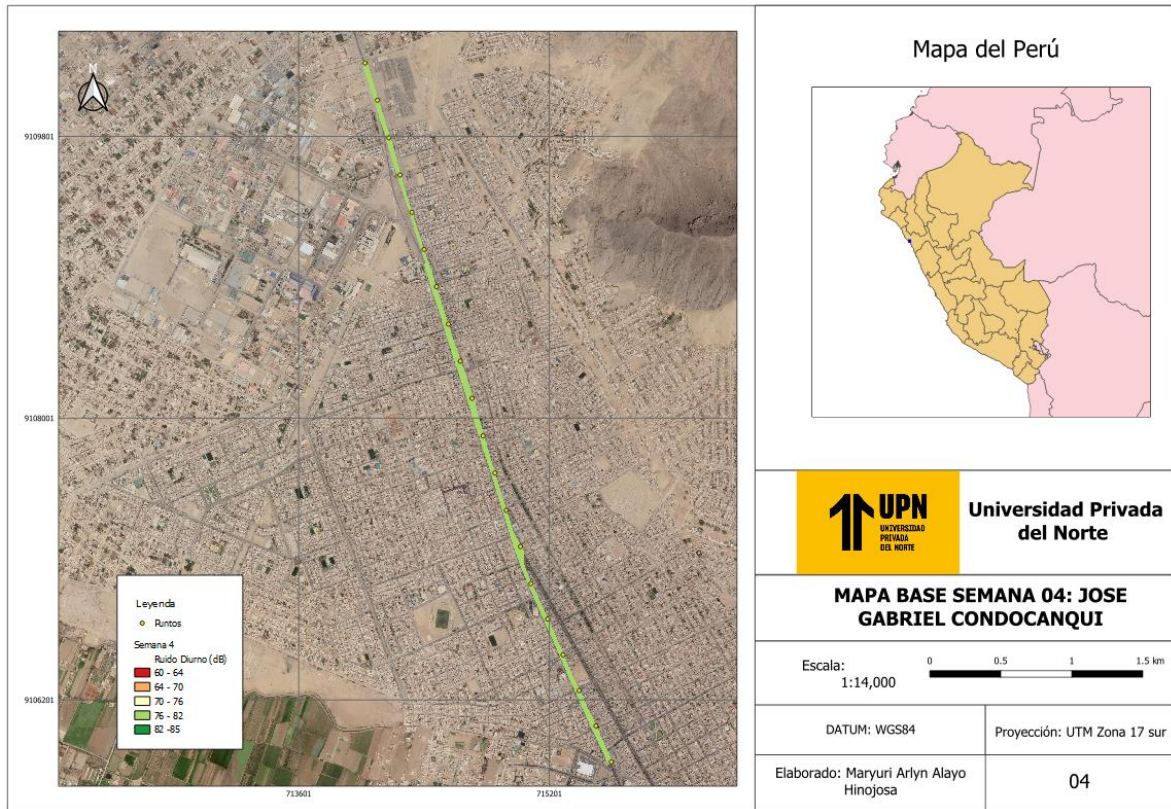 N
9109801
9108001
9106201
713601
715201
Leyenda
Puntos
Semana 4
Ruido Diurno (dB)
60 - 64
64 - 70
70 - 76
76 - 82
82 -85
Mapa del Perú
UPN
UNIVERSIDAD
PRIVADA
DEL NORTE
Universidad Privada
del Norte
MAPA BASE SEMANA 04: JOSE
GABRIEL CONDOCANQUI
Escala:
1:14,000
0 0.5 1 1.5 km
DATUM: WGS84
Proyección: UTM Zona 17 sur
Elaborado: Maryuri Arlyn Alayo
Hinojosa
04